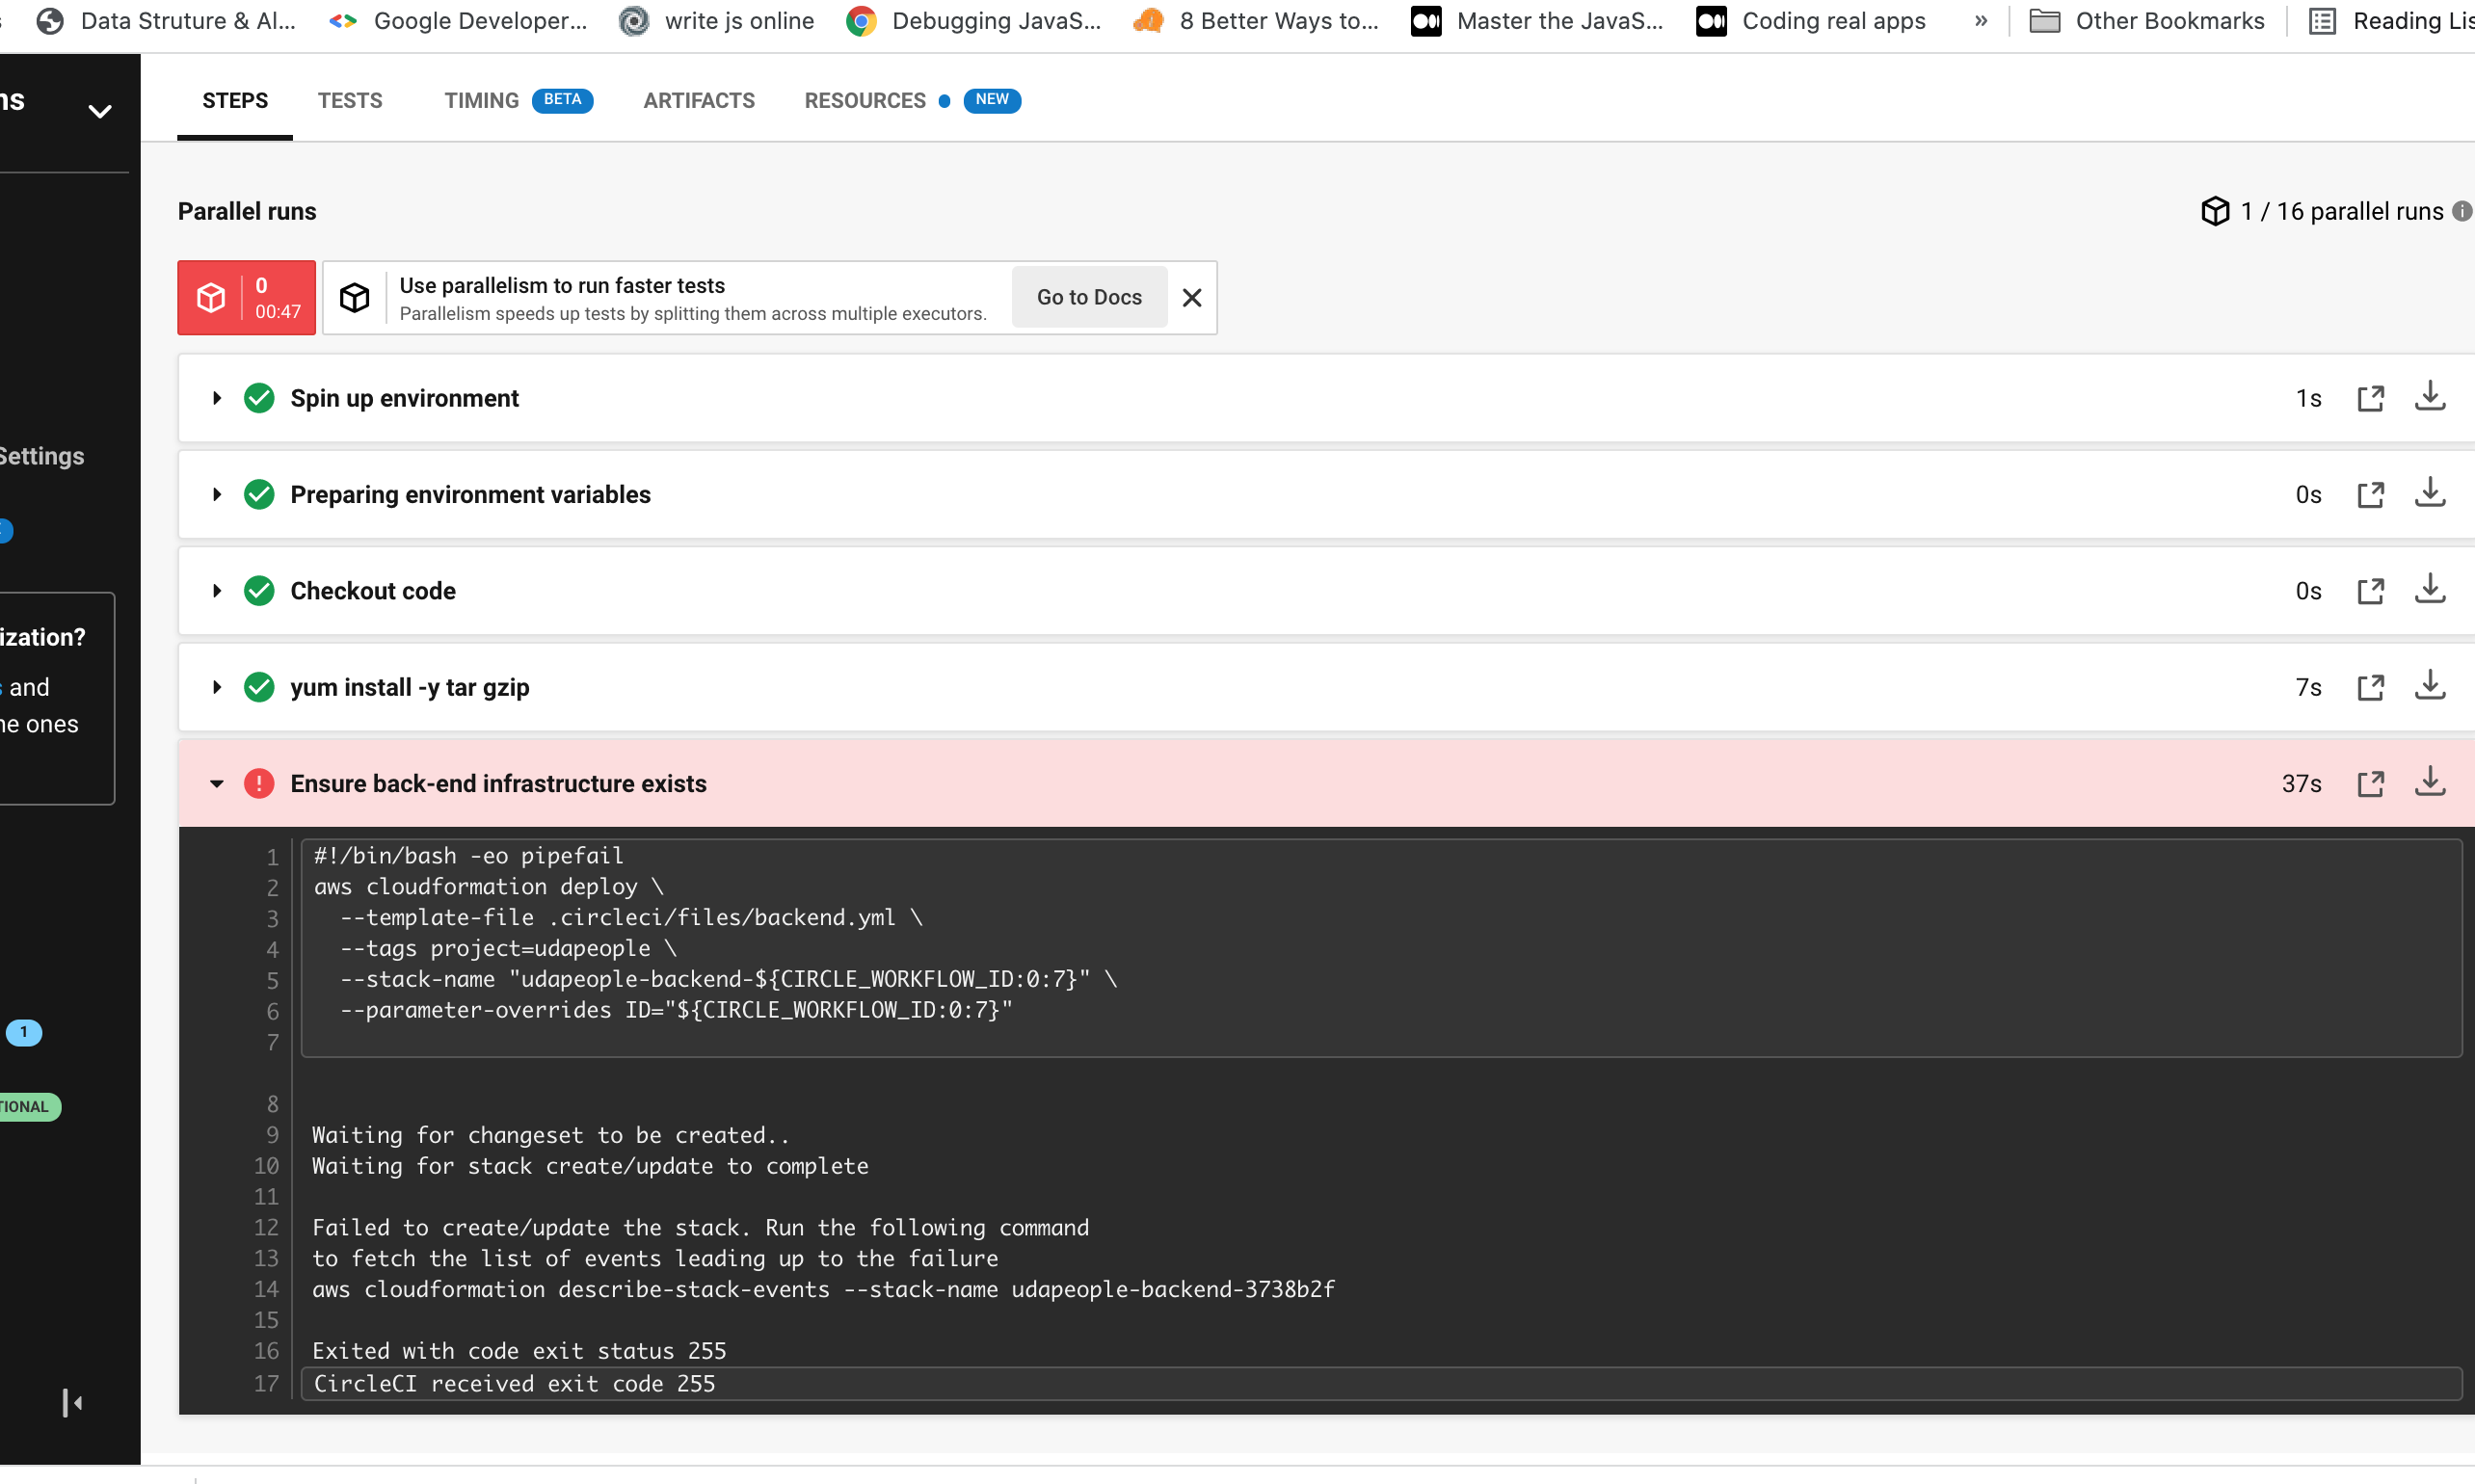 Data Struture & Al...
Google Developer...
write js online
Debugging JavaS...
8 Better Ways to...
Master the JavaS...
Coding real apps
»
Other Bookmarks
Reading Lis
ns
STEPS
TESTS
TIMING BETA
ARTIFACTS
RESOURCES NEW
Settings
ization?
s and
ne ones
1
TIONAL
Parallel runs
1 / 16 parallel runs
0
00:47
Use parallelism to run faster tests
Parallelism speeds up tests by splitting them across multiple executors.
Go to Docs
Spin up environment 1s
Preparing environment variables 0s
Checkout code 0s
yum install -y tar gzip 7s
Ensure back-end infrastructure exists 37s
1 #!/bin/bash -eo pipefail
2 aws cloudformation deploy \
3 --template-file .circleci/files/backend.yml \
4 --tags project=udapeople \
5 --stack-name "udapeople-backend-${CIRCLE_WORKFLOW_ID:0:7}" \
6 --parameter-overrides ID="${CIRCLE_WORKFLOW_ID:0:7}"
7
8
9 Waiting for changeset to be created..
10 Waiting for stack create/update to complete
11
12 Failed to create/update the stack. Run the following command
13 to fetch the list of events leading up to the failure
14 aws cloudformation describe-stack-events --stack-name udapeople-backend-3738b2f
15
16 Exited with code exit status 255
17 CircleCI received exit code 255